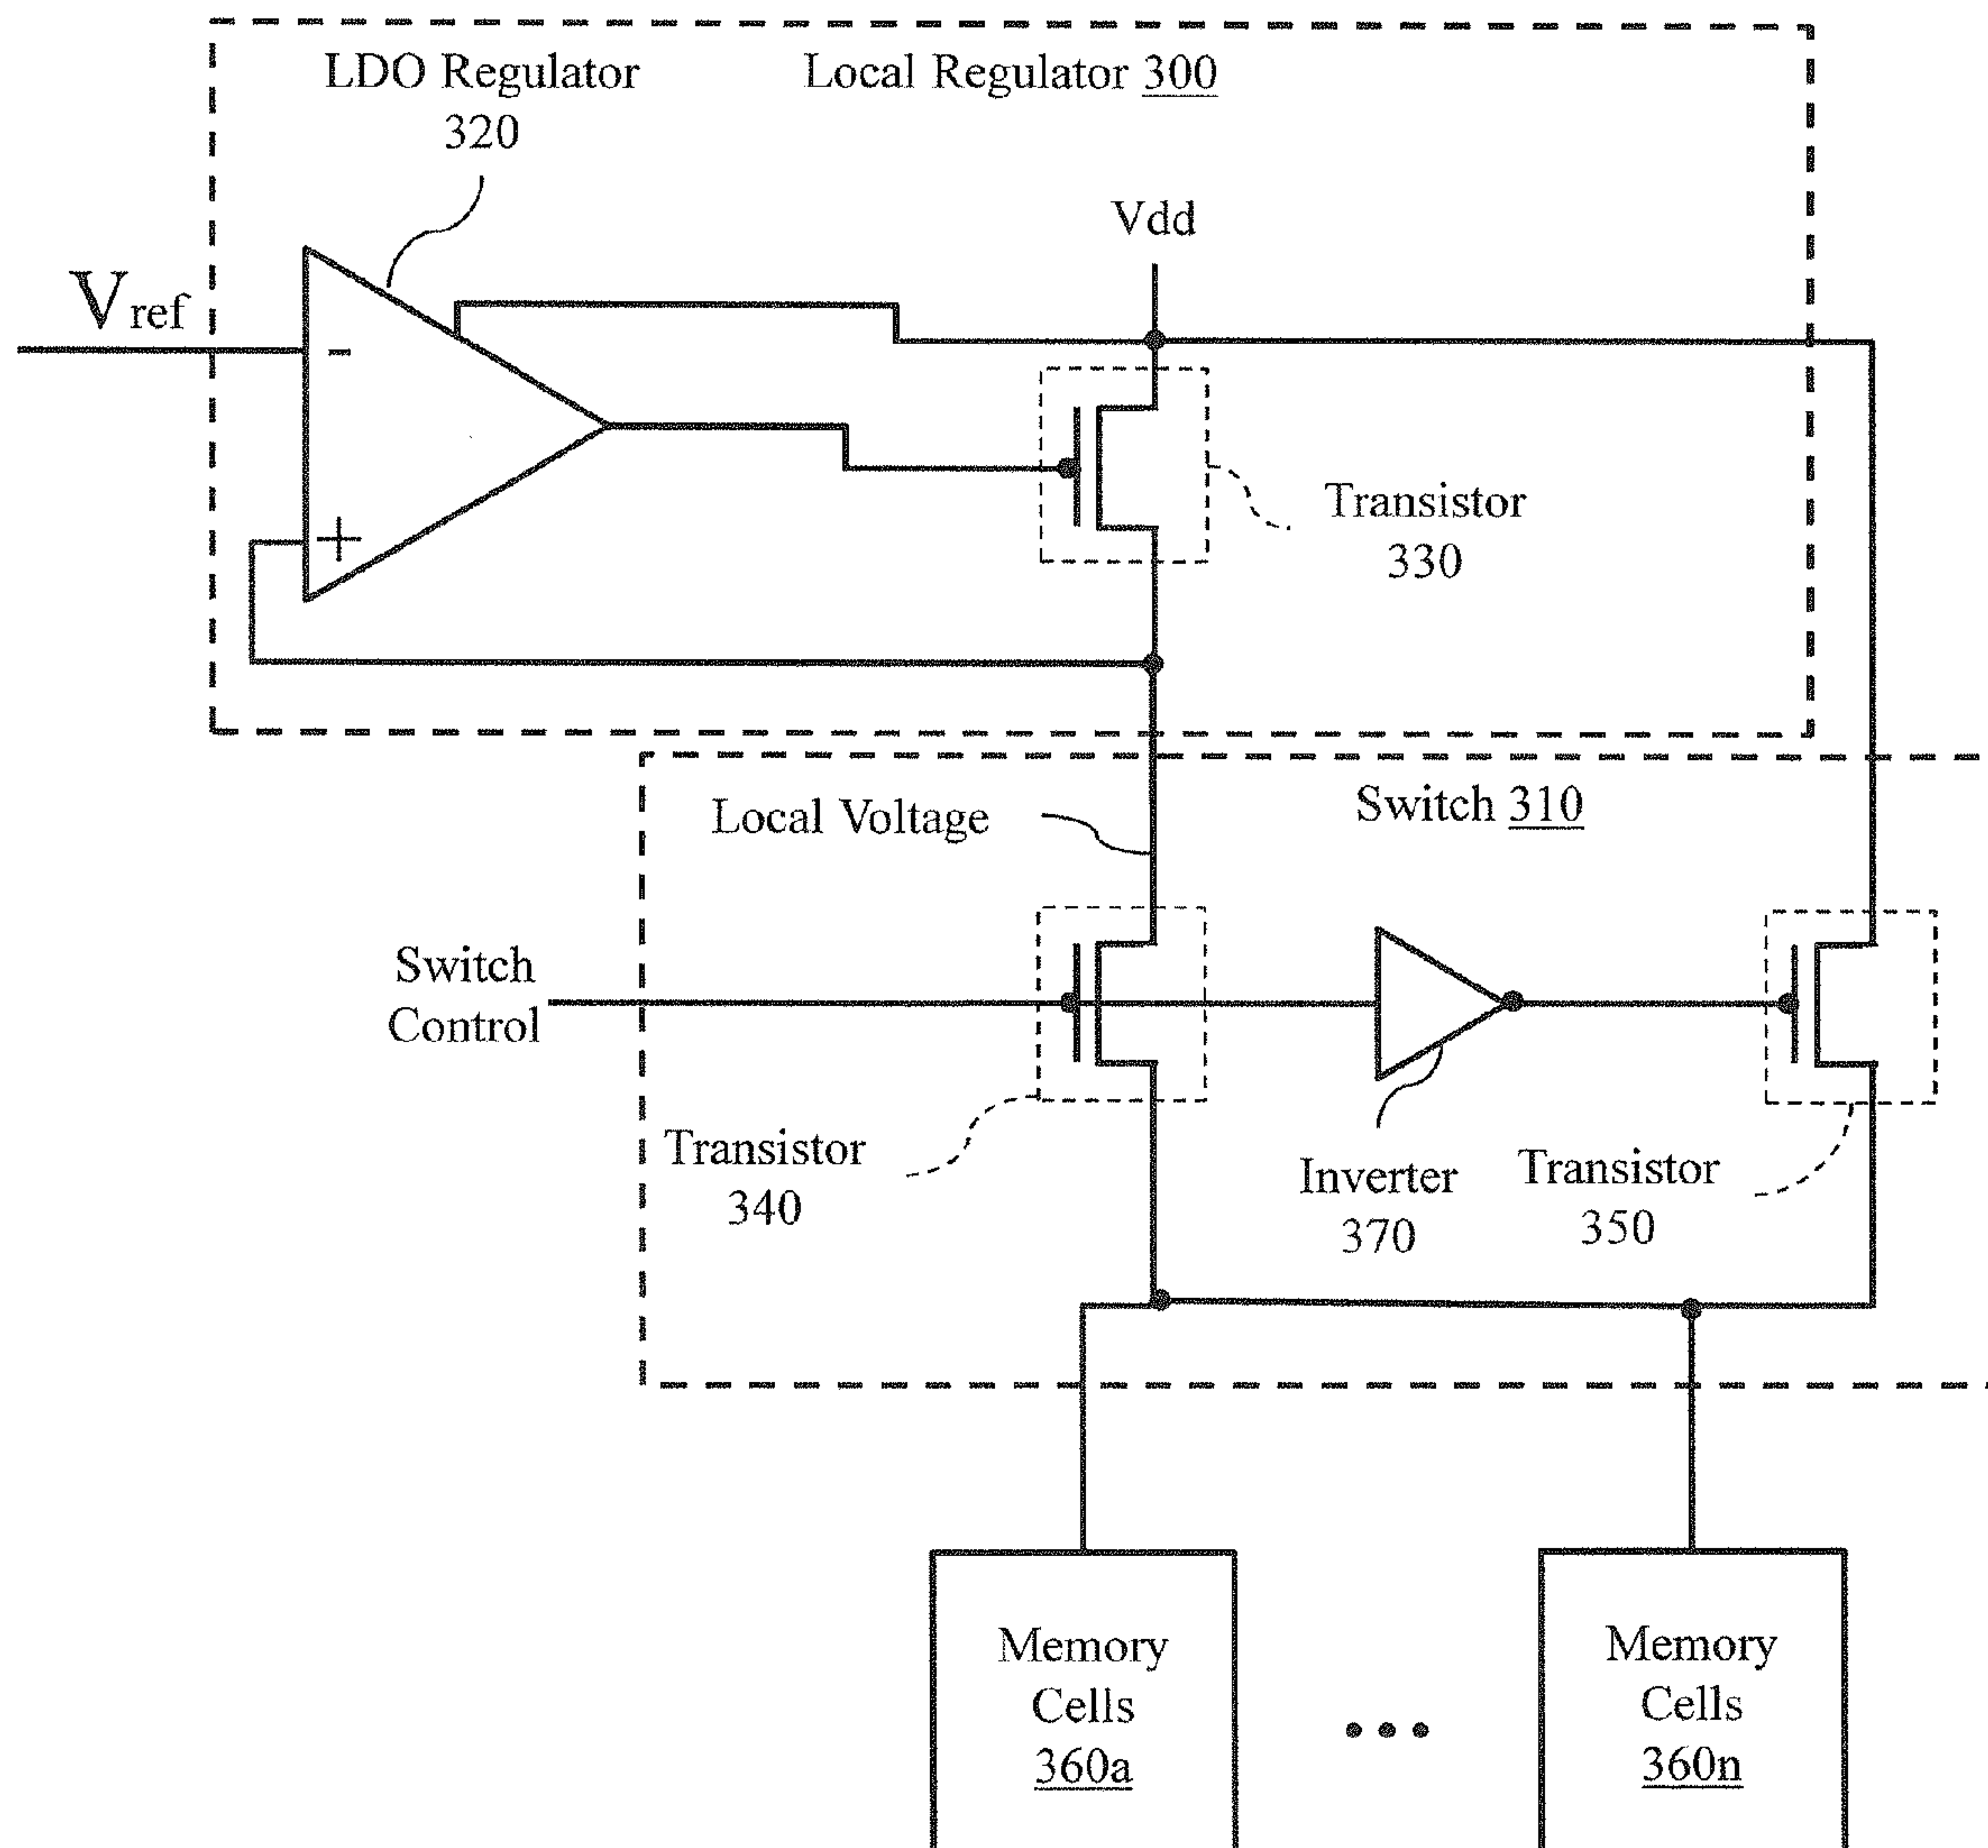 LDO Regulator
320
Local Regulator 300
Vdd
Vref
-
+
Transistor
330
Switch 310
Local Voltage
Switch
Control
Transistor
340
Inverter
370
Transistor
350
Memory
Cells
360a
• • •
Memory
Cells
360n